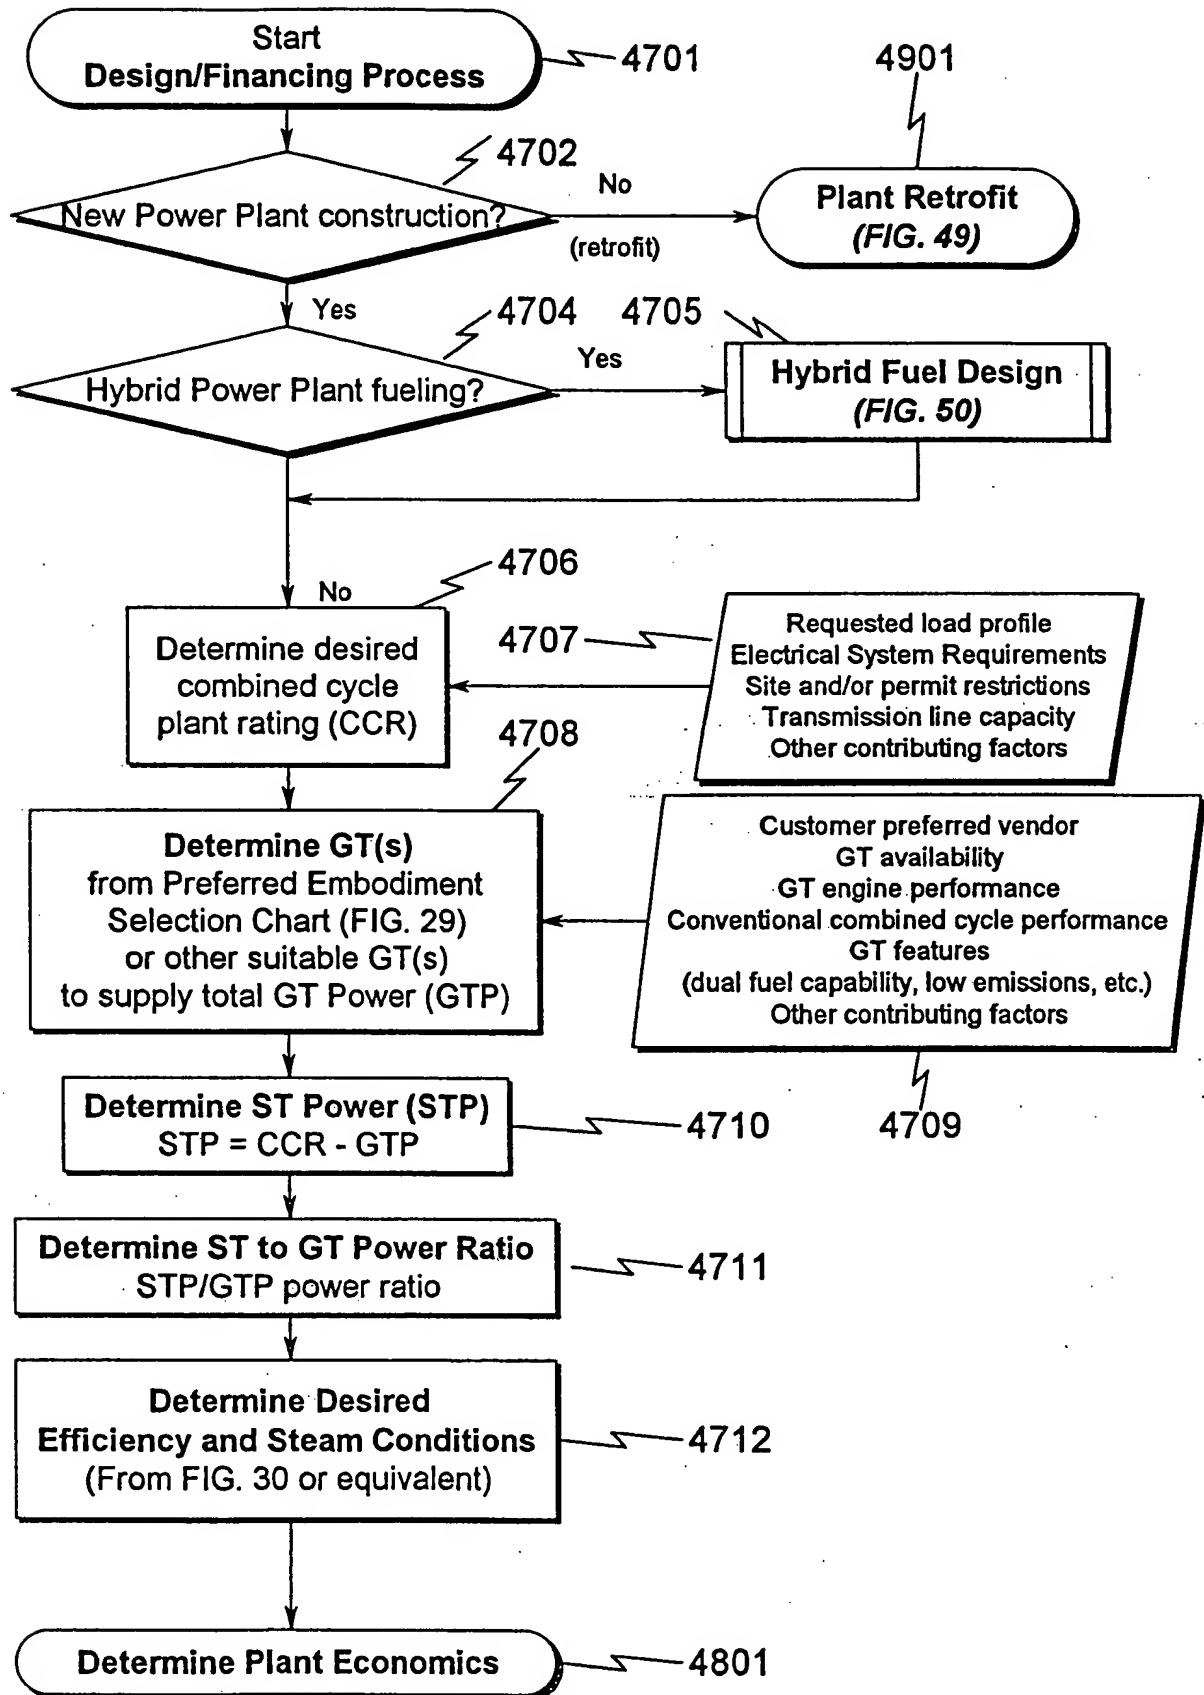 Start
Design/Financing Process
4701
4901
4702
New Power Plant construction?
No
(retrofit)
Plant Retrofit
(FIG. 49)
Yes
4704
4705
Hybrid Power Plant fueling?
Yes
Hybrid Fuel Design
(FIG. 50)
No
4706
Determine desired
combined cycle
plant rating (CCR)
4707
Requested load profile
Electrical System Requirements
Site and/or permit restrictions
Transmission line capacity
Other contributing factors
4708
Determine GT(s)
from Preferred Embodiment
Selection Chart (FIG. 29)
or other suitable GT(s)
to supply total GT Power (GTP)
Customer preferred vendor
GT availability
GT engine performance
Conventional combined cycle performance
GT features
(dual fuel capability, low emissions, etc.)
Other contributing factors
4709
Determine ST Power (STP)
STP = CCR - GTP
4710
Determine ST to GT Power Ratio
STP/GTP power ratio
4711
Determine Desired
Efficiency and Steam Conditions
(From FIG. 30 or equivalent)
4712
Determine Plant Economics
4801